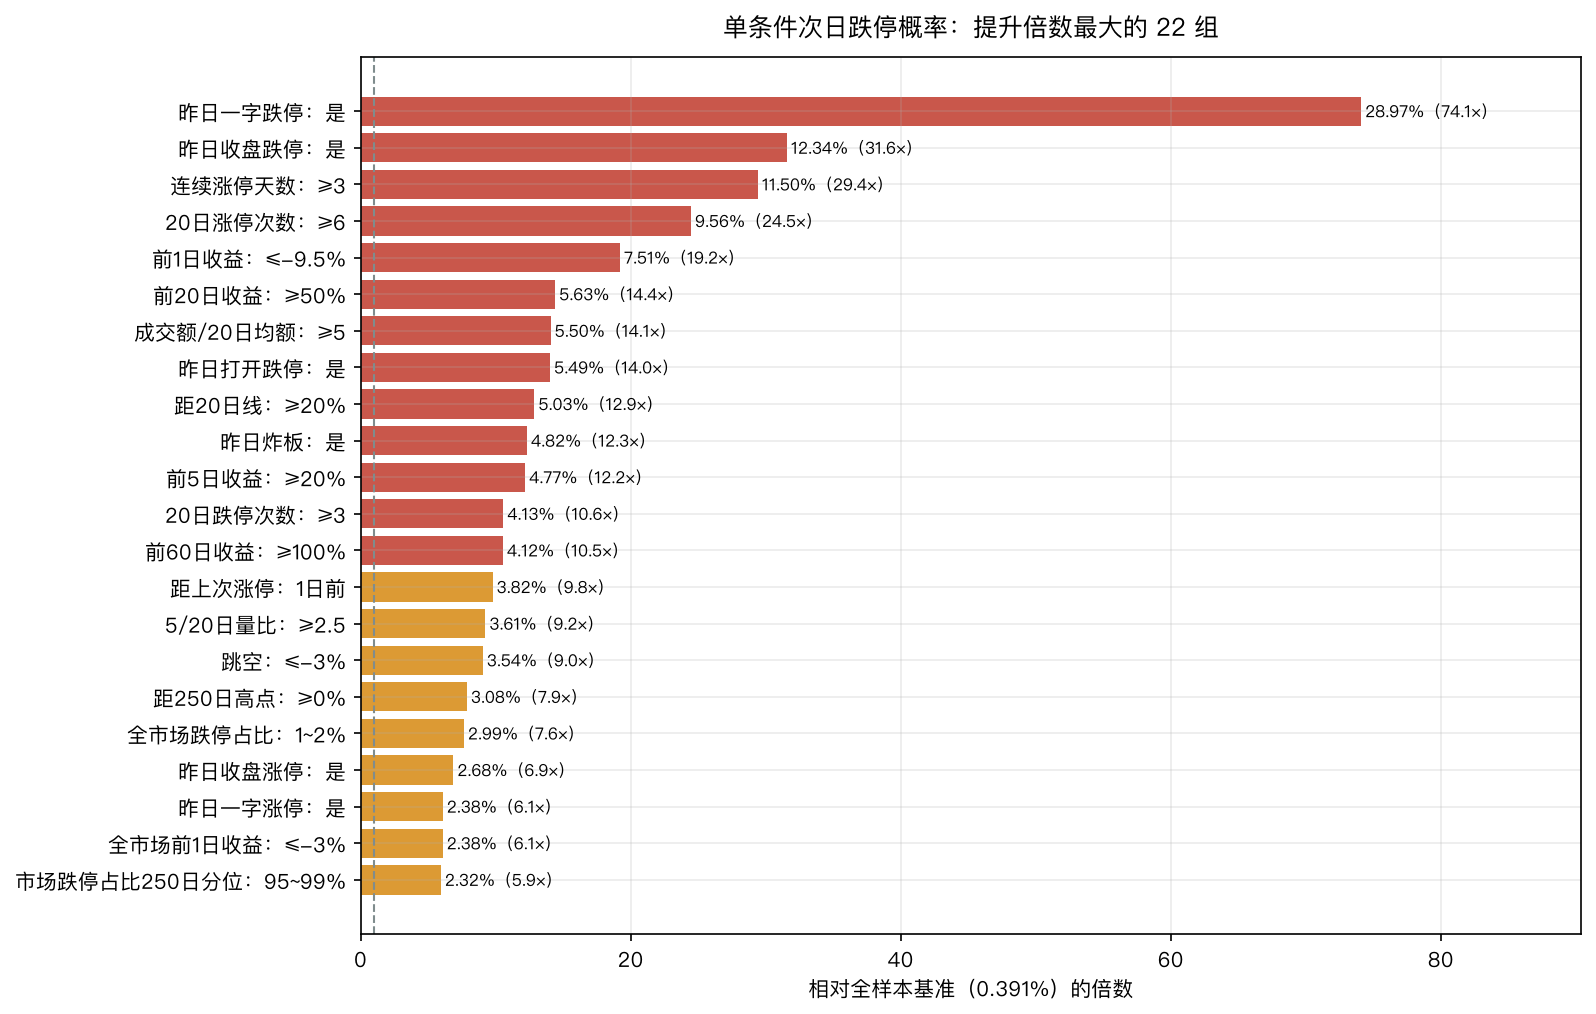 单条件次日跌停概率：提升倍数最大的 22 组
昨日一字跌停：是 28.97%（74.1×）
昨日收盘跌停：是 12.34%（31.6×）
连续涨停天数：≥3 11.50%（29.4×）
20日涨停次数：≥6 9.56%（24.5×）
前1日收益：≤−9.5% 7.51%（19.2×）
前20日收益：≥50% 5.63%（14.4×）
成交额/20日均额：≥5 5.50%（14.1×）
昨日打开跌停：是 5.49%（14.0×）
距20日线：≥20% 5.03%（12.9×）
昨日炸板：是 4.82%（12.3×）
前5日收益：≥20% 4.77%（12.2×）
20日跌停次数：≥3 4.13%（10.6×）
前60日收益：≥100% 4.12%（10.5×）
距上次涨停：1日前 3.82%（9.8×）
5/20日量比：≥2.5 3.61%（9.2×）
跳空：≤−3% 3.54%（9.0×）
距250日高点：≥0% 3.08%（7.9×）
全市场跌停占比：1~2% 2.99%（7.6×）
昨日收盘涨停：是 2.68%（6.9×）
昨日一字涨停：是 2.38%（6.1×）
全市场前1日收益：≤−3% 2.38%（6.1×）
市场跌停占比250日分位：95~99% 2.32%（5.9×）
0 20 40 60 80
相对全样本基准（0.391%）的倍数